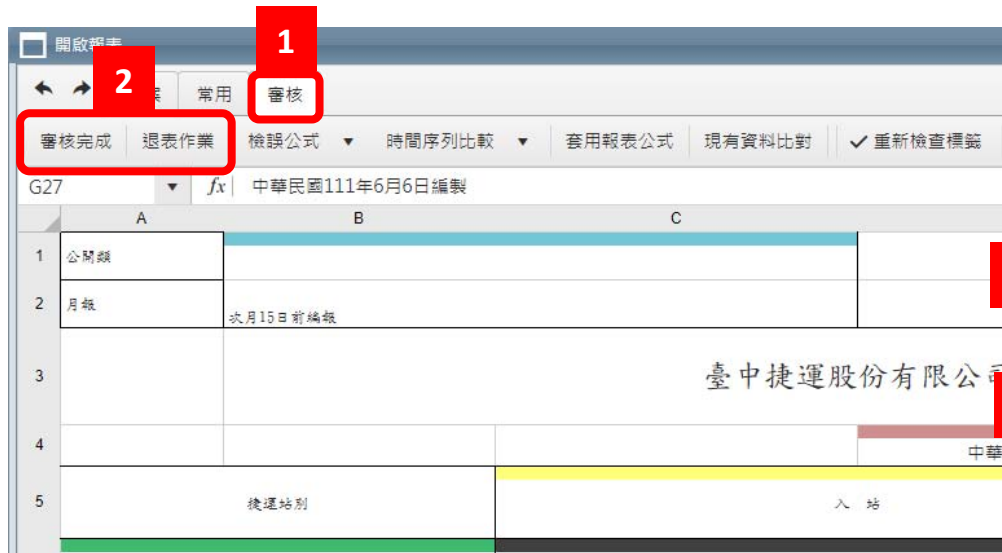 開啟報表
1
2
常用 審核
審核完成 退表作業 檢誤公式 ▼ 時間序列比較 ▼ 套用報表公式 現有資料比對 ✓重新檢查標籤
G27 ▼ fx 中華民國111年6月6日編製
A B C
1 公開類
2 月報 次月15日前編報
3 臺中捷運股份有限公司
4 中華
5 捷運站別 入 站